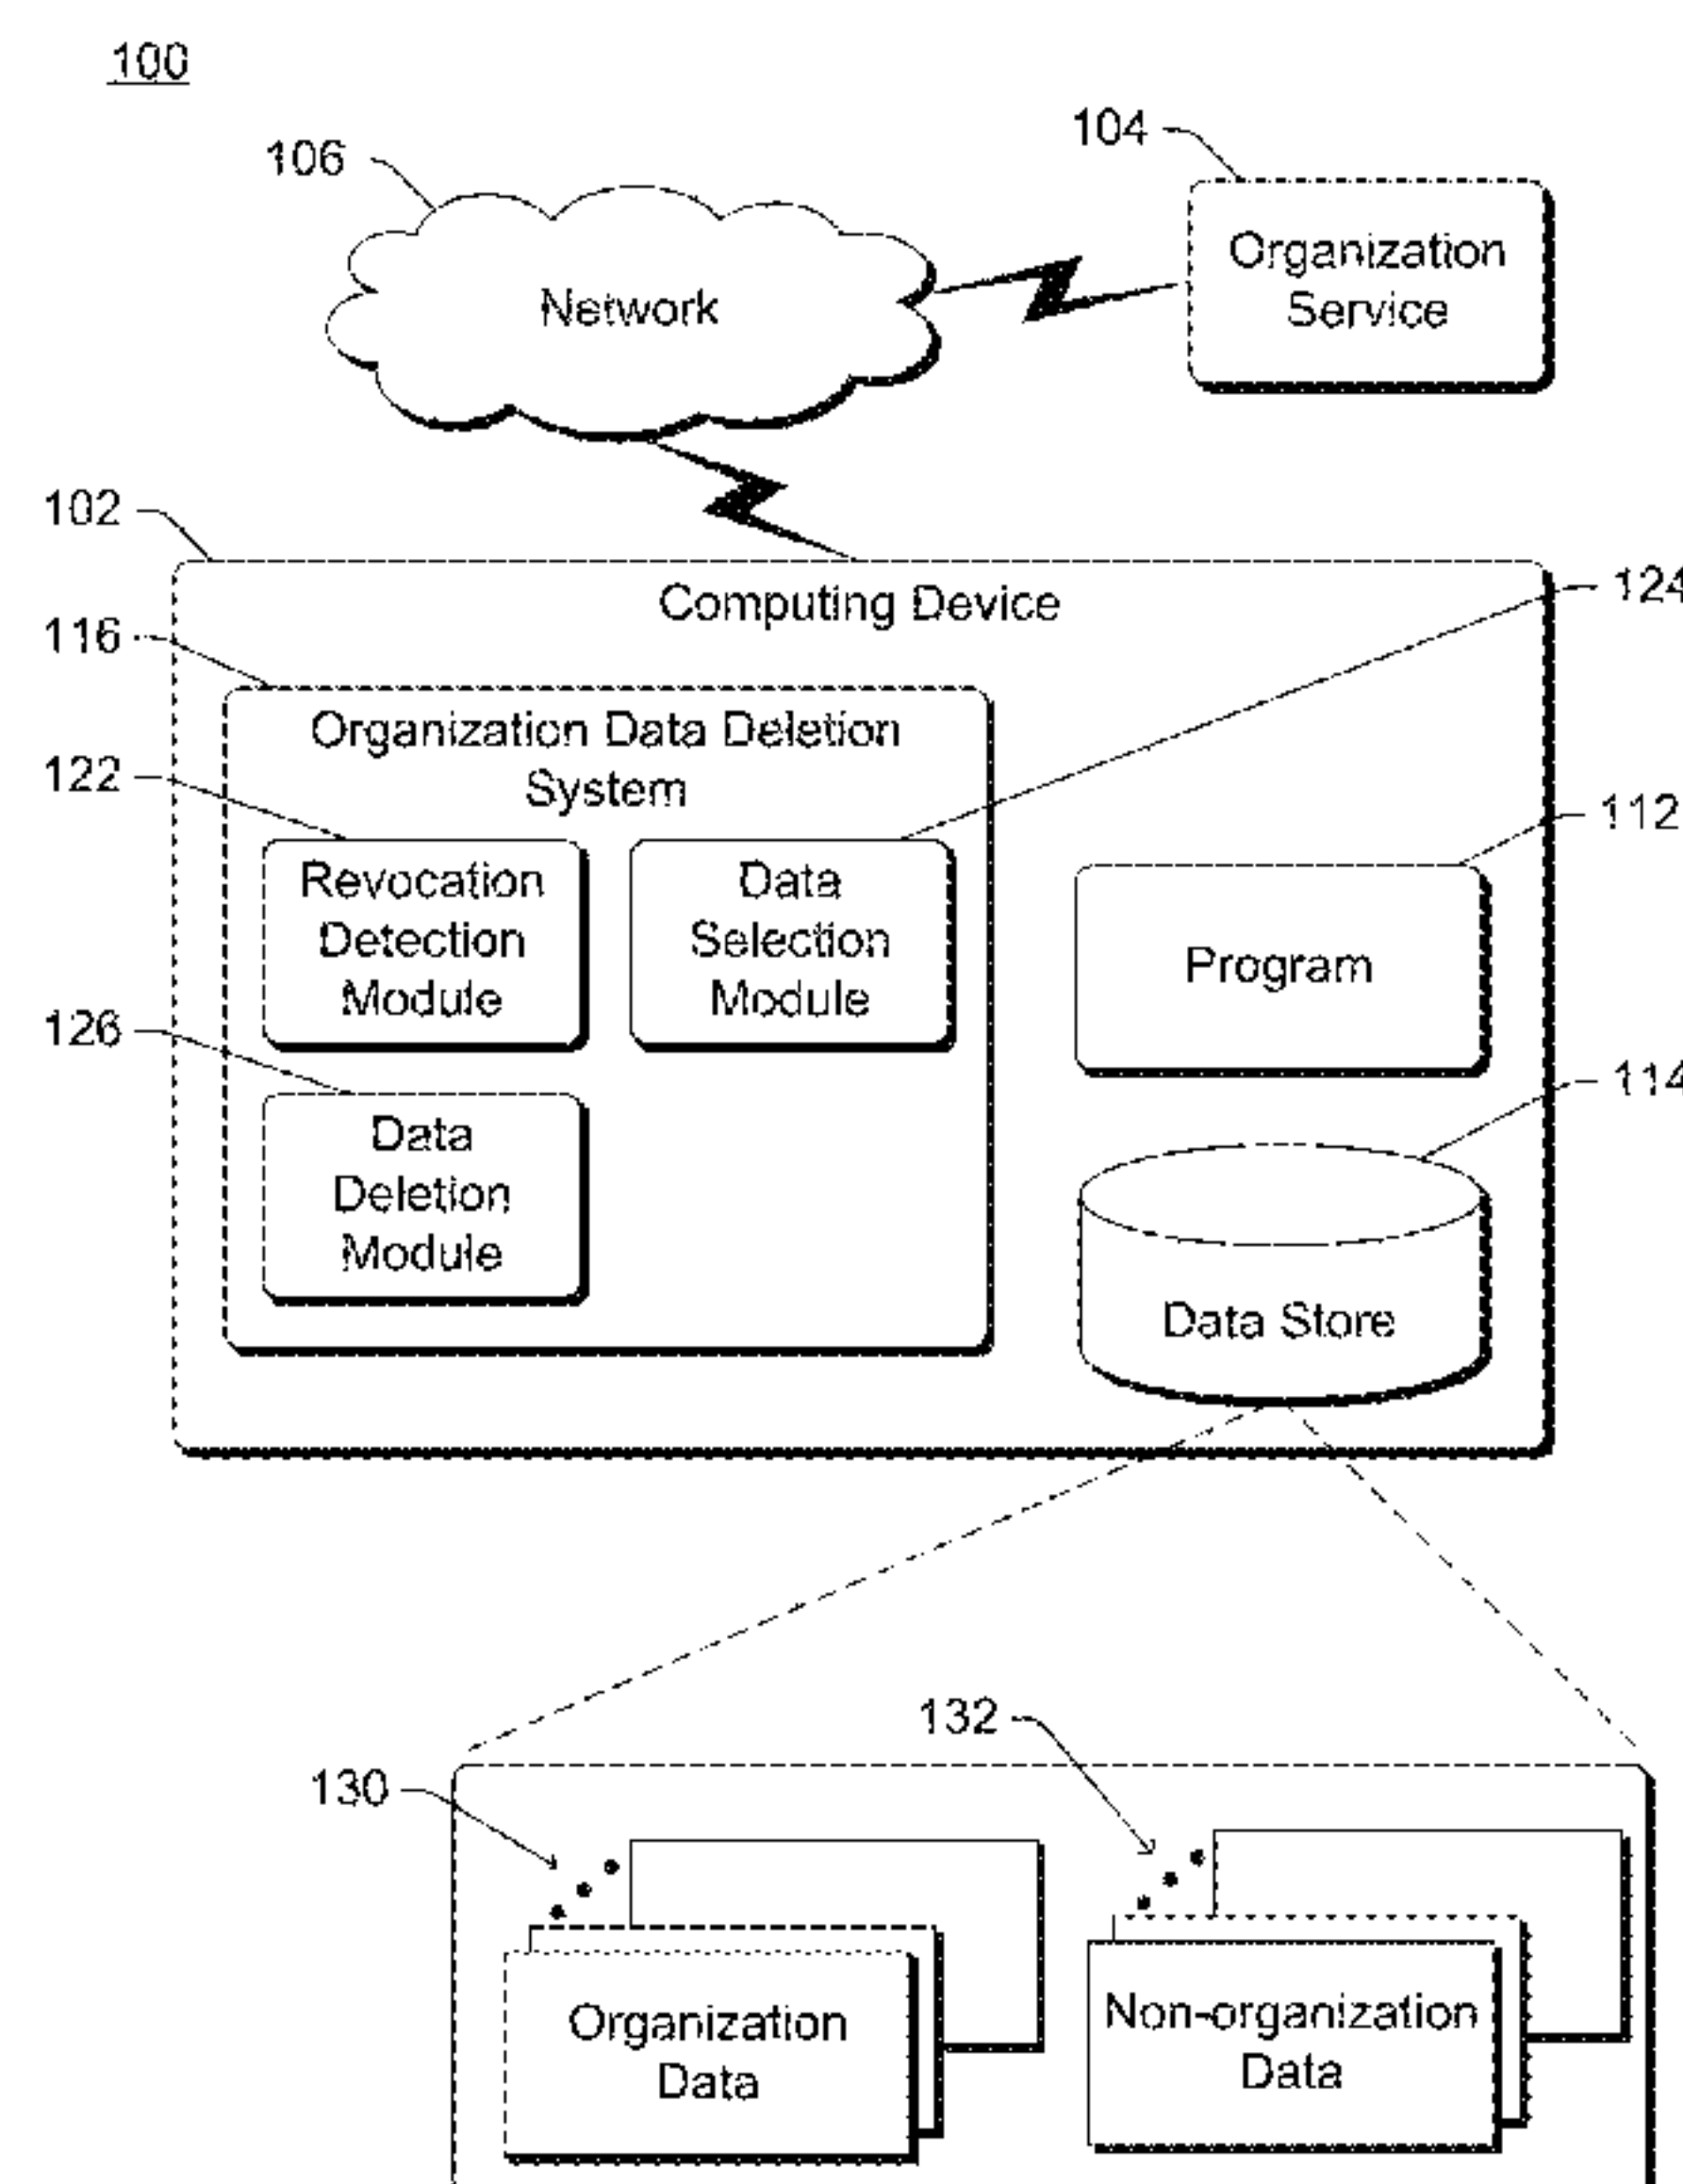 100
106
104
Network
Organization
Service
102
Computing Device
124
116
Organization Data Deletion
System
122
112
Revocation
Detection
Module
Data
Selection
Module
Program
126
114
Data
Deletion
Module
Data Store
132
130
Organization
Data
Non-organization
Data